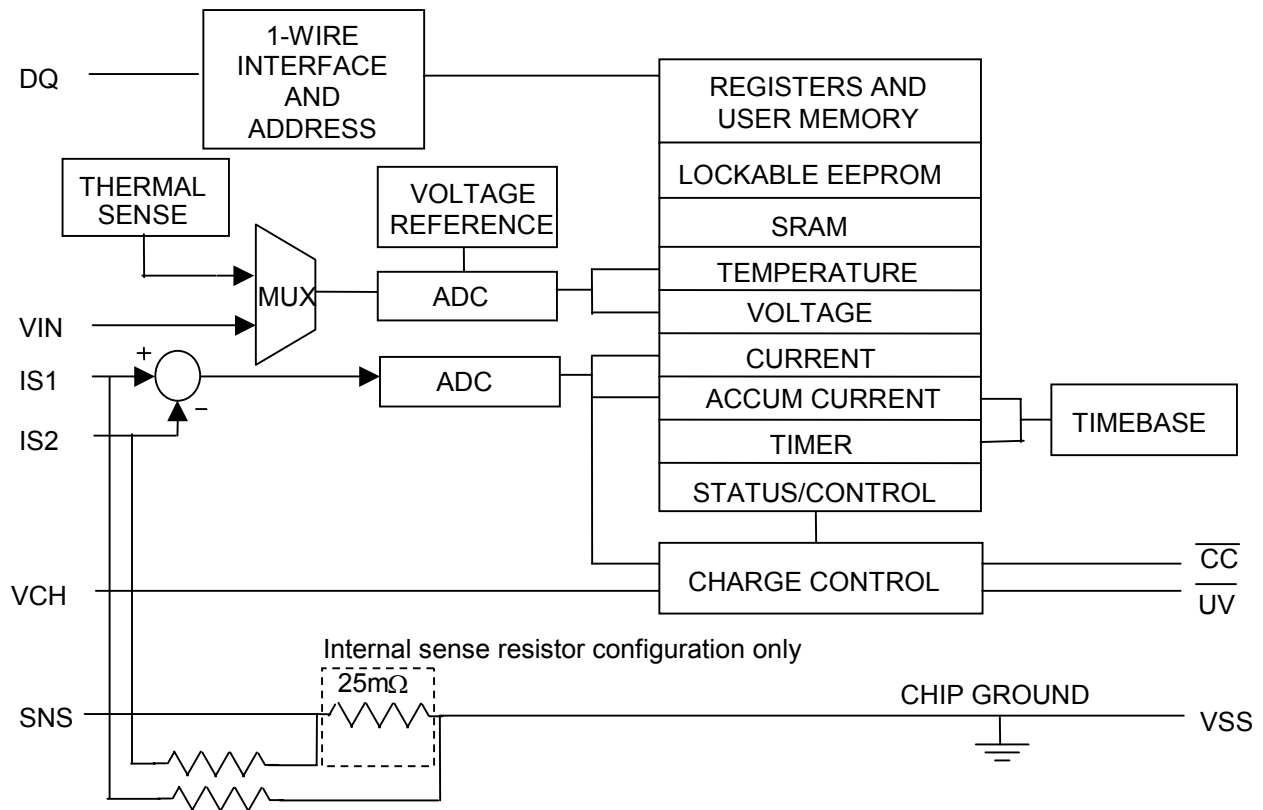 1-WIRE
INTERFACE
AND
ADDRESS
DQ
REGISTERS AND
USER MEMORY
LOCKABLE EEPROM
THERMAL
SENSE
VOLTAGE
REFERENCE
SRAM
MUX
ADC
TEMPERATURE
VIN
VOLTAGE
+
IS1
ADC
CURRENT
−
ACCUM CURRENT
TIMEBASE
IS2
TIMER
STATUS/CONTROL
CHARGE CONTROL
C̅C̅
VCH
U̅V̅
Internal sense resistor configuration only
25mΩ
SNS
CHIP GROUND
VSS